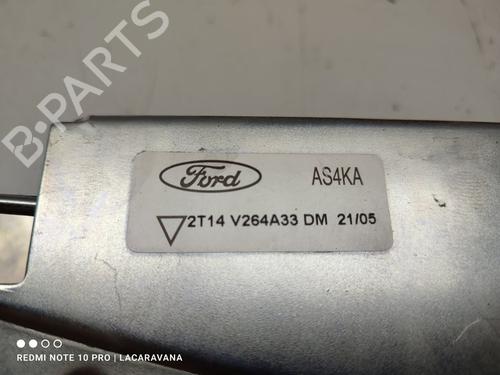 B-PARTS
Ford
AS4KA
2T14 V264A33 DM 21/05
REDMI NOTE 10 PRO | LACARAVANA